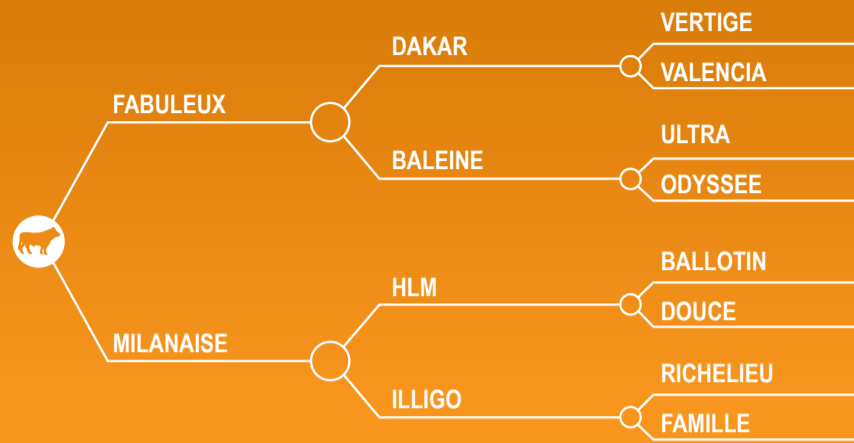 VERTIGE
DAKAR
VALENCIA
FABULEUX
ULTRA
BALEINE
ODYSSEE
BALLOTIN
HLM
DOUCE
MILANAISE
RICHELIEU
ILLIGO
FAMILLE